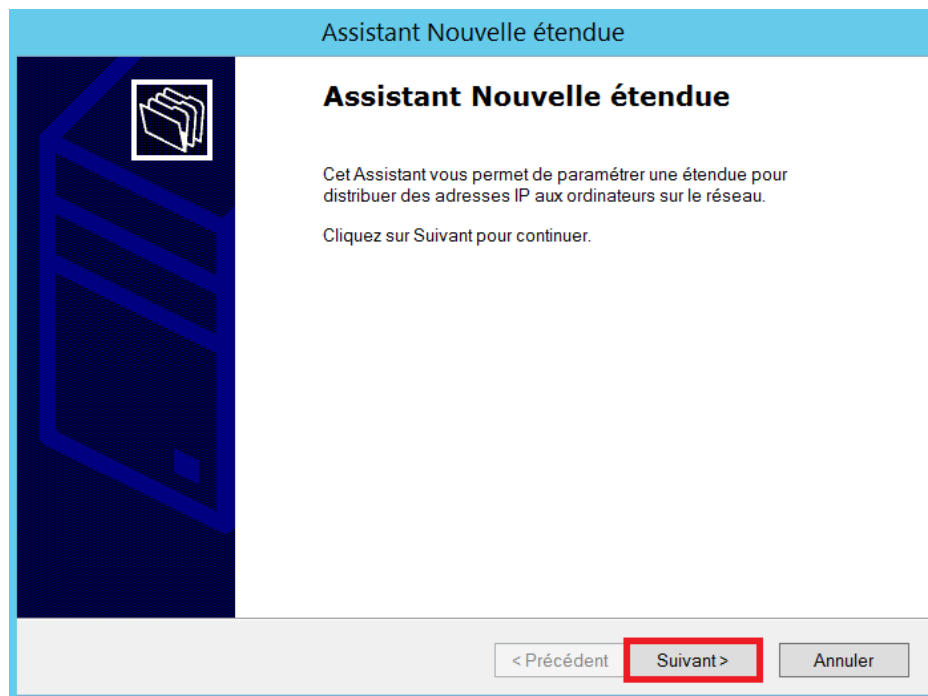 Assistant Nouvelle étendue
Assistant Nouvelle étendue
Cet Assistant vous permet de paramétrer une étendue pour
distribuer des adresses IP aux ordinateurs sur le réseau.
Cliquez sur Suivant pour continuer.
< Précédent Suivant > Annuler